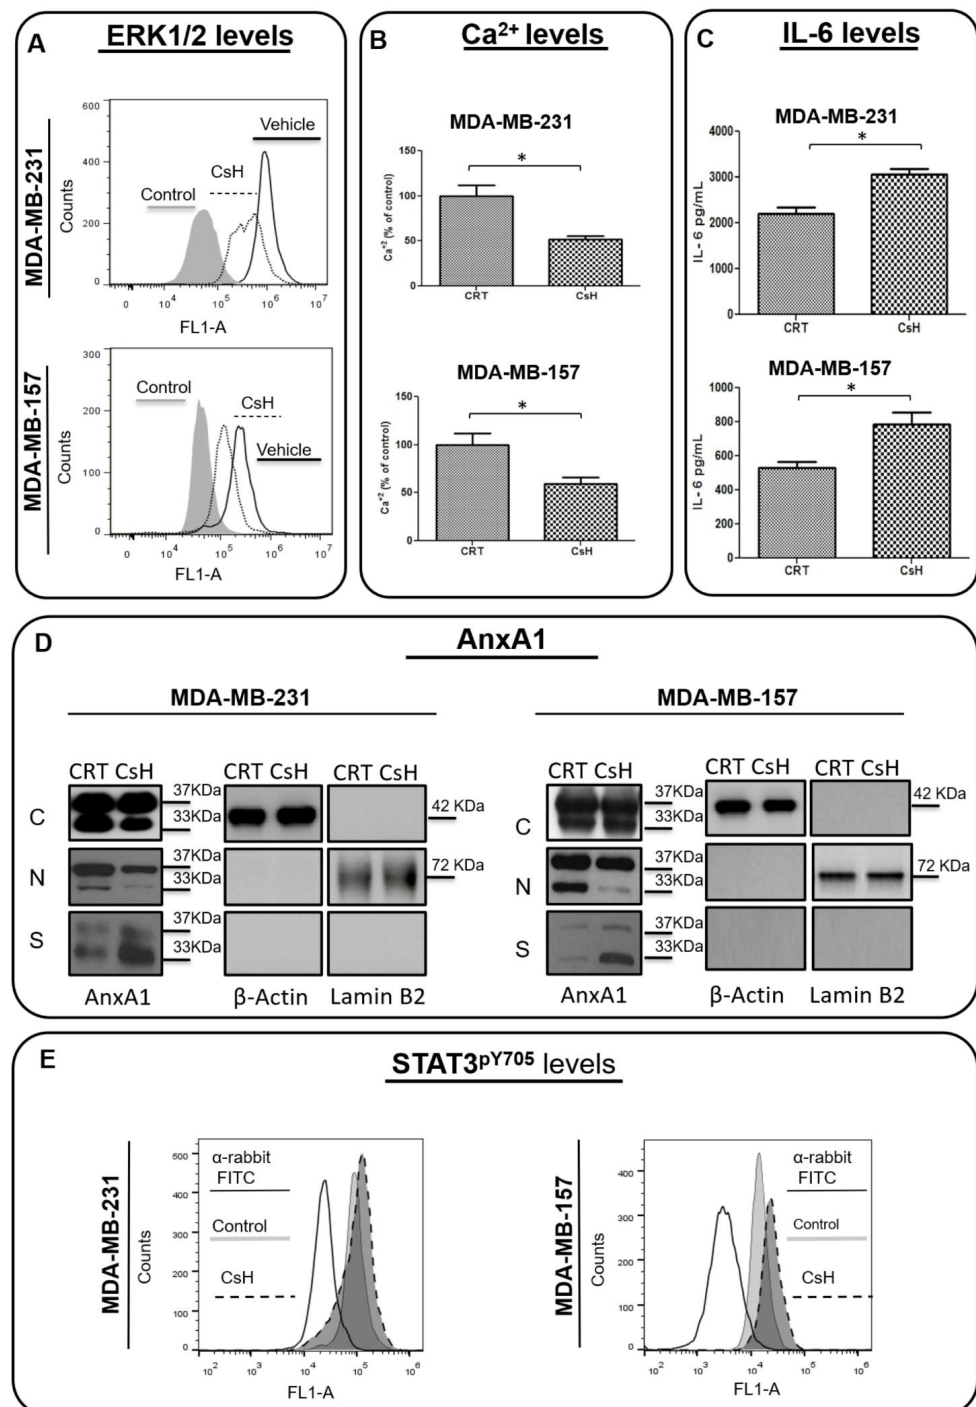 A
ERK1/2 levels
MDA-MB-231
Counts
600
400
200
0
Vehicle
CsH
Control
0 10⁴ 10⁵ 10⁶ 10⁷
FL1-A
MDA-MB-157
Counts
300
200
100
0
Control
CsH
Vehicle
0 10⁴ 10⁵ 10⁶ 10⁷
FL1-A
B
Ca²⁺ levels
MDA-MB-231
Ca⁺² (% of control)
150
100
50
0
*
CRT CsH
MDA-MB-157
Ca⁺² (% of control)
150
100
50
0
*
CRT CsH
C
IL-6 levels
MDA-MB-231
IL- 6 pg/mL
4000
3000
2000
1000
0
*
CRT CsH
MDA-MB-157
IL- 6 pg/mL
800
600
400
200
0
*
CRT CsH
D
AnxA1
MDA-MB-231
CRT CsH CRT CsH CRT CsH
C 37KDa 42 KDa
33KDa
N 37KDa 72 KDa
33KDa
S 37KDa
33KDa
AnxA1 β-Actin Lamin B2
MDA-MB-157
CRT CsH CRT CsH CRT CsH
C 37KDa 42 KDa
33KDa
N 37KDa 72 KDa
33KDa
S 37KDa
33KDa
AnxA1 β-Actin Lamin B2
E
STAT3ᵖʸ⁷⁰⁵ levels
MDA-MB-231
Counts
500
400
300
200
100
0
α-rabbit
FITC
Control
CsH
10² 10³ 10⁴ 10⁵ 10⁶
FL1-A
MDA-MB-157
Counts
400
300
200
100
0
α-rabbit
FITC
Control
CsH
10² 10³ 10⁴ 10⁵ 10⁶
FL1-A